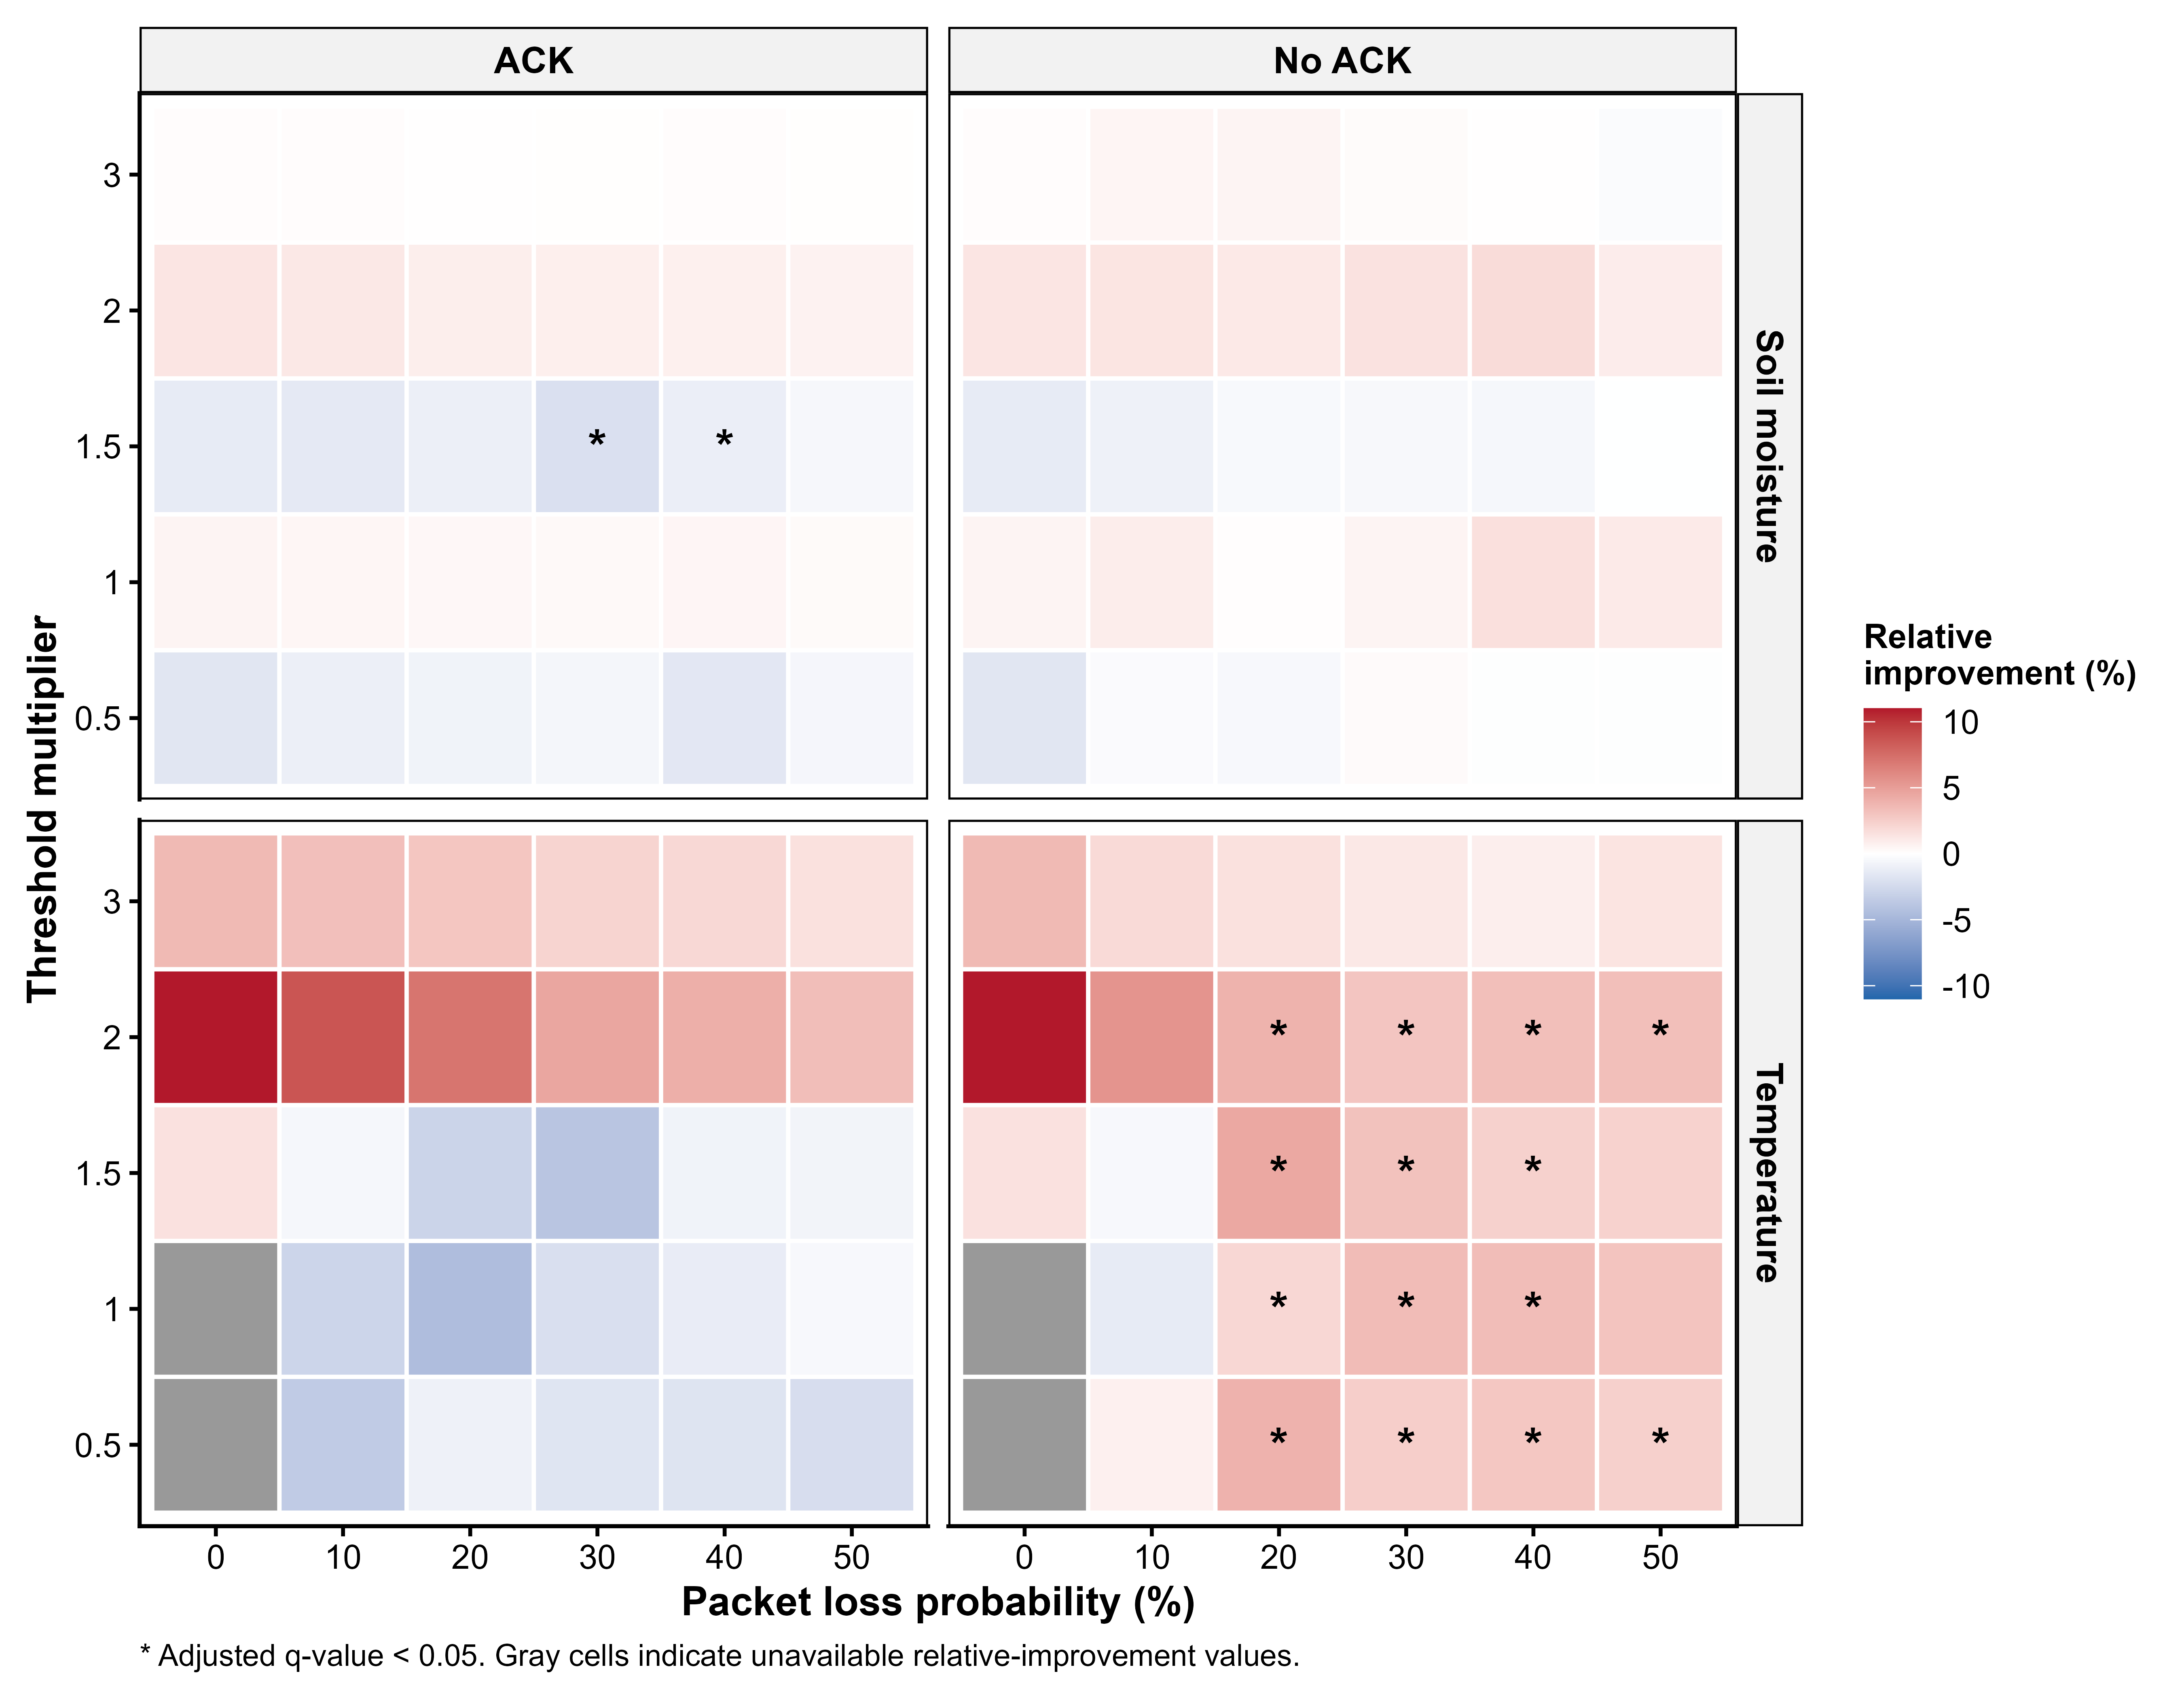 ACK
No ACK
3
2
1.5
1
0.5
Soil moisture
* *
Threshold multiplier
3
2
1.5
1
0.5
Temperature
* * * *
* * *
* * *
* * * *
0 10 20 30 40 50
0 10 20 30 40 50
Packet loss probability (%)
Relative
improvement (%)
10
5
0
-5
-10
* Adjusted q-value < 0.05. Gray cells indicate unavailable relative-improvement values.